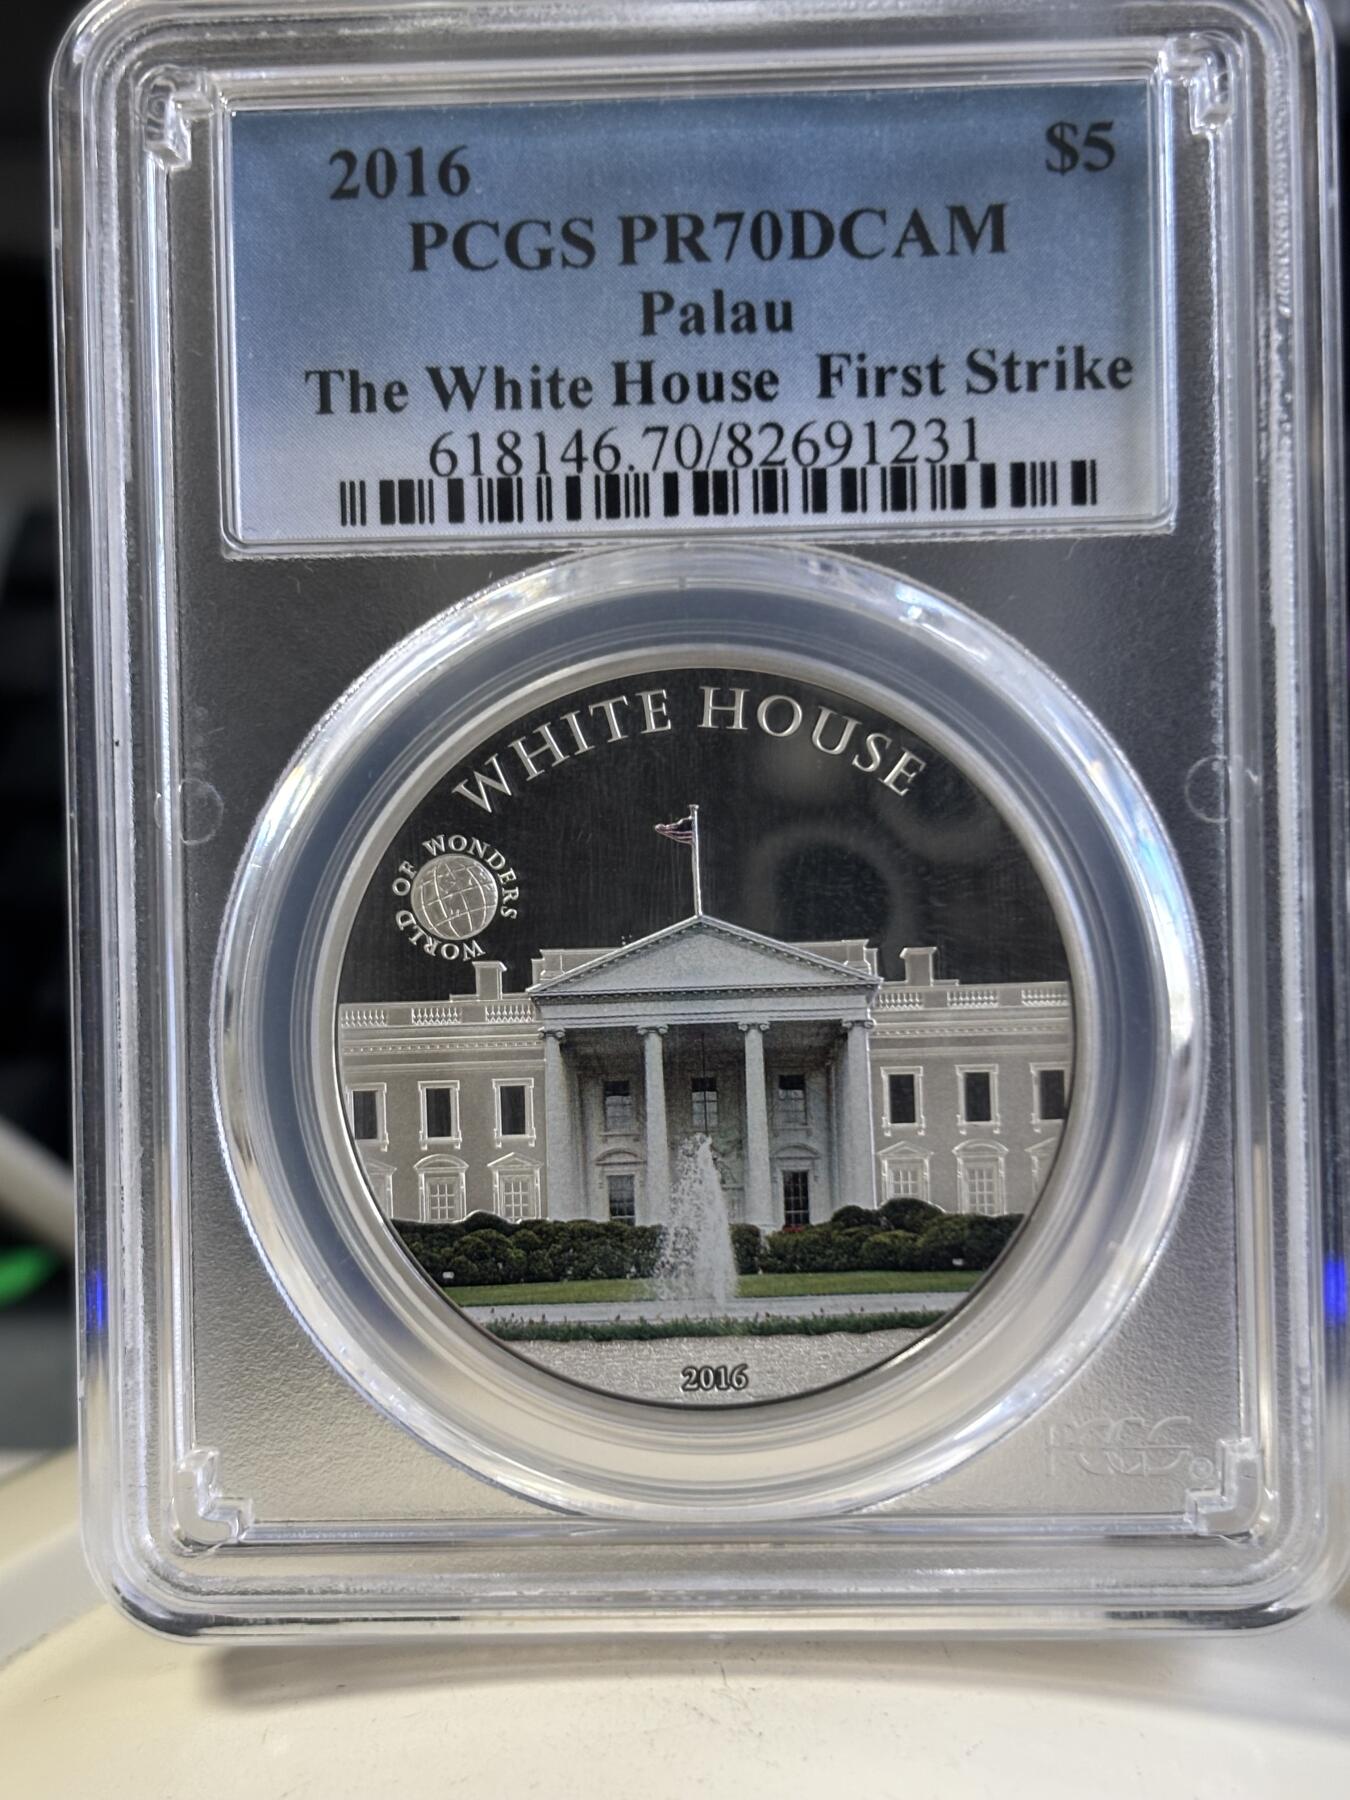 2016 $5
PCGS PR70DCAM
Palau
The White House First Strike
618146.70/82691231
WHITE HOUSE
WORLD OF WONDERS
2016
PCGS